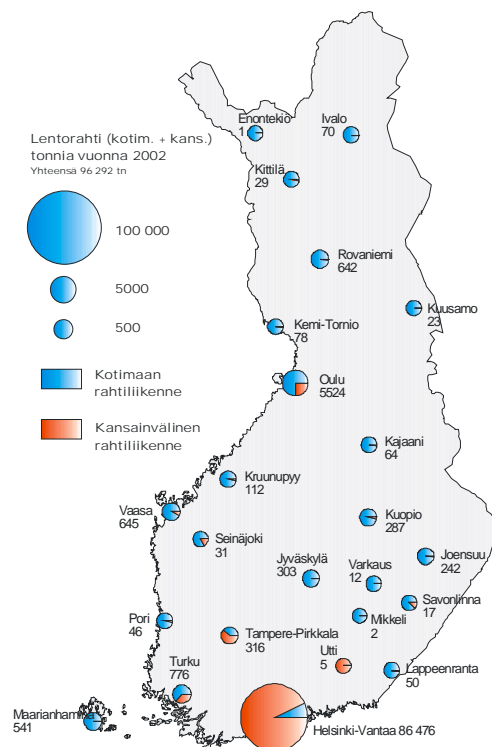 Enontekiö
1
Ivalo
70
Lentorahti (kotim. + kans.)
tonnia vuonna 2002
Yhteensä 96 292 tn
Kittilä
29
100 000
Rovaniemi
642
5000
Kuusamo
23
500
Kemi-Tornio
78
Kotimaan
rahtiliikenne
Oulu
5524
Kansainvälinen
rahtiliikenne
Kajaani
64
Kruunupyy
112
Vaasa
645
Kuopio
287
Seinäjoki
31
Joensuu
242
Jyväskylä
303
Varkaus
12
Savonlinna
17
Pori
46
Mikkeli
2
Tampere-Pirkkala
316
Utti
5
Turku
776
Lappeenranta
50
Maarianhamina
541
Helsinki-Vantaa 86 476